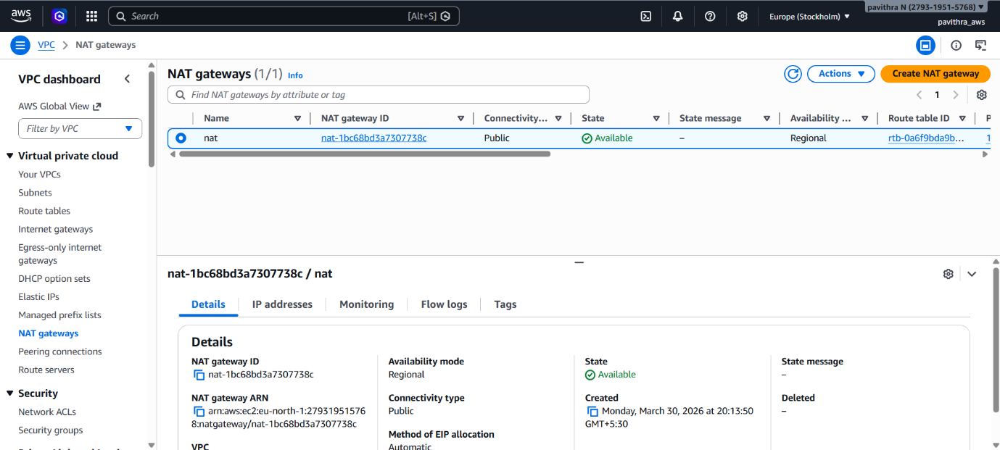 aws
Search [Alt+S]
Europe (Stockholm)
pavithra N (2793-1951-5768)
pavithra_aws
VPC > NAT gateways
VPC dashboard
AWS Global View
Filter by VPC
Virtual private cloud
Your VPCs
Subnets
Route tables
Internet gateways
Egress-only internet
gateways
DHCP option sets
Elastic IPs
Managed prefix lists
NAT gateways
Peering connections
Route servers
Security
Network ACLs
Security groups
NAT gateways (1/1) Info
Actions
Create NAT gateway
Find NAT gateways by attribute or tag
1
Name NAT gateway ID Connectivity... State State message Availability ... Route table ID
nat nat-1bc68bd3a7307738c Public Available – Regional rtb-0a6f9bda9b...
nat-1bc68bd3a7307738c / nat
Details IP addresses Monitoring Flow logs Tags
Details
NAT gateway ID
nat-1bc68bd3a7307738c
NAT gateway ARN
arn:aws:ec2:eu-north-1:27931951576
8:natgateway/nat-1bc68bd3a7307738c
VPC
Availability mode
Regional
Connectivity type
Public
Method of EIP allocation
Automatic
State
Available
Created
Monday, March 30, 2026 at 20:13:50
GMT+5:30
State message
–
Deleted
–